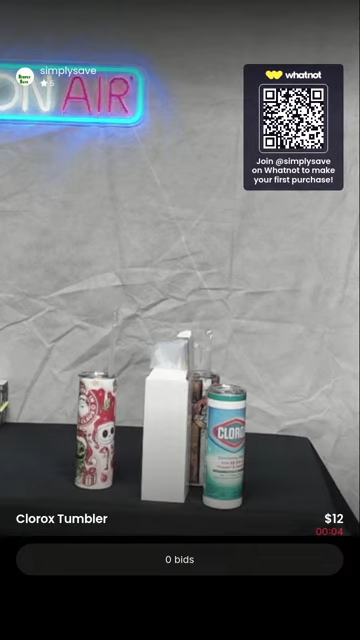 simplysave
ON AIR
whatnot
Join @simplysave
on Whatnot to make
your first purchase!
CLOROX
Clorox Tumbler
$12
00:04
0 bids